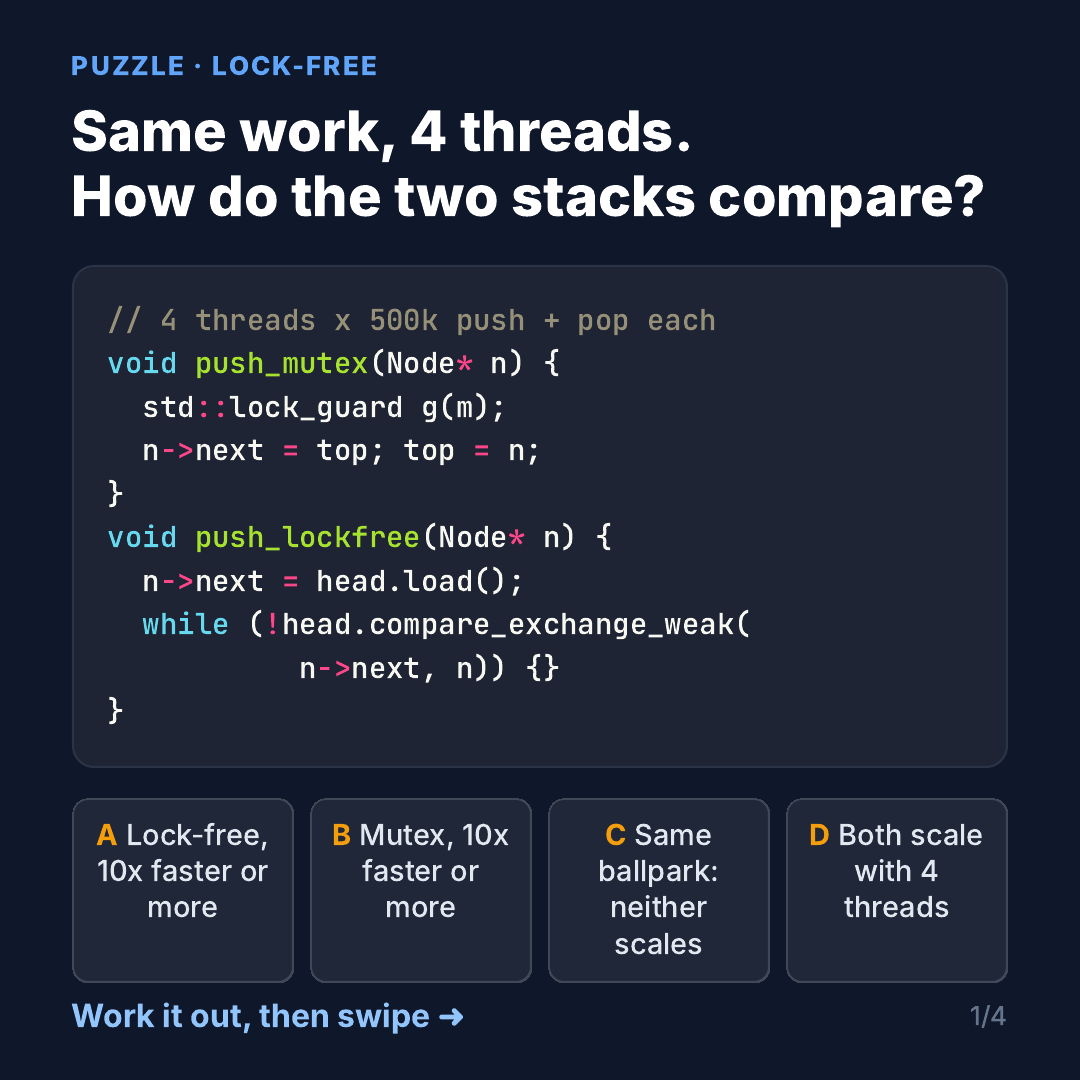 PUZZLE · LOCK-FREE
Same work, 4 threads.
How do the two stacks compare?
// 4 threads x 500k push + pop each
void push_mutex(Node* n) {
  std::lock_guard g(m);
  n->next = top; top = n;
}
void push_lockfree(Node* n) {
  n->next = head.load();
  while (!head.compare_exchange_weak(
           n->next, n)) {}
}
A Lock-free,
10x faster or
more
B Mutex, 10x
faster or
more
C Same
ballpark:
neither
scales
D Both scale
with 4
threads
Work it out, then swipe ➜
1/4